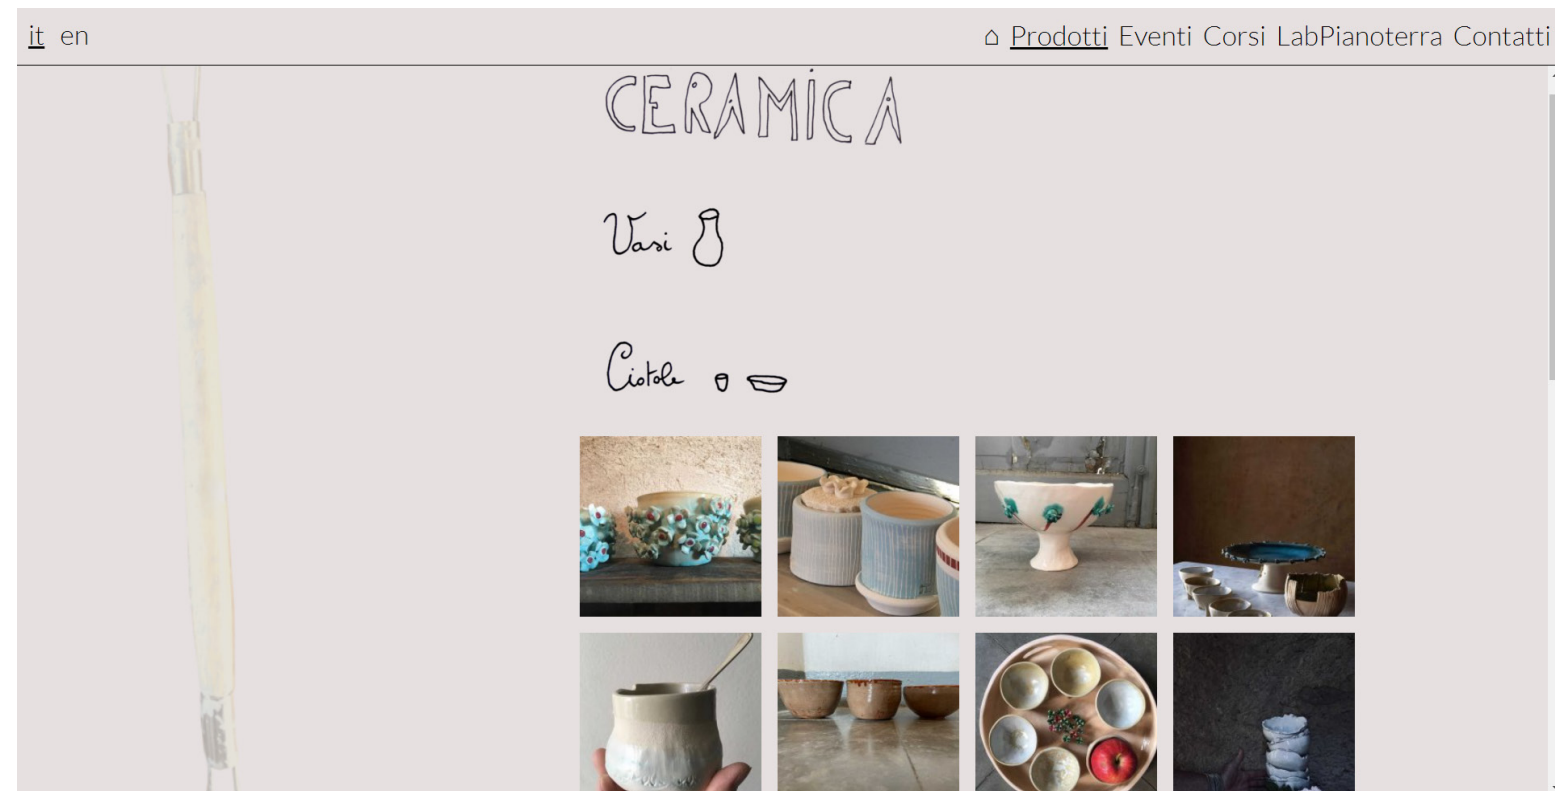 it en
⌂ Prodotti Eventi Corsi LabPianoterra Contatti
CERAMICA
Vasi
Ciotole